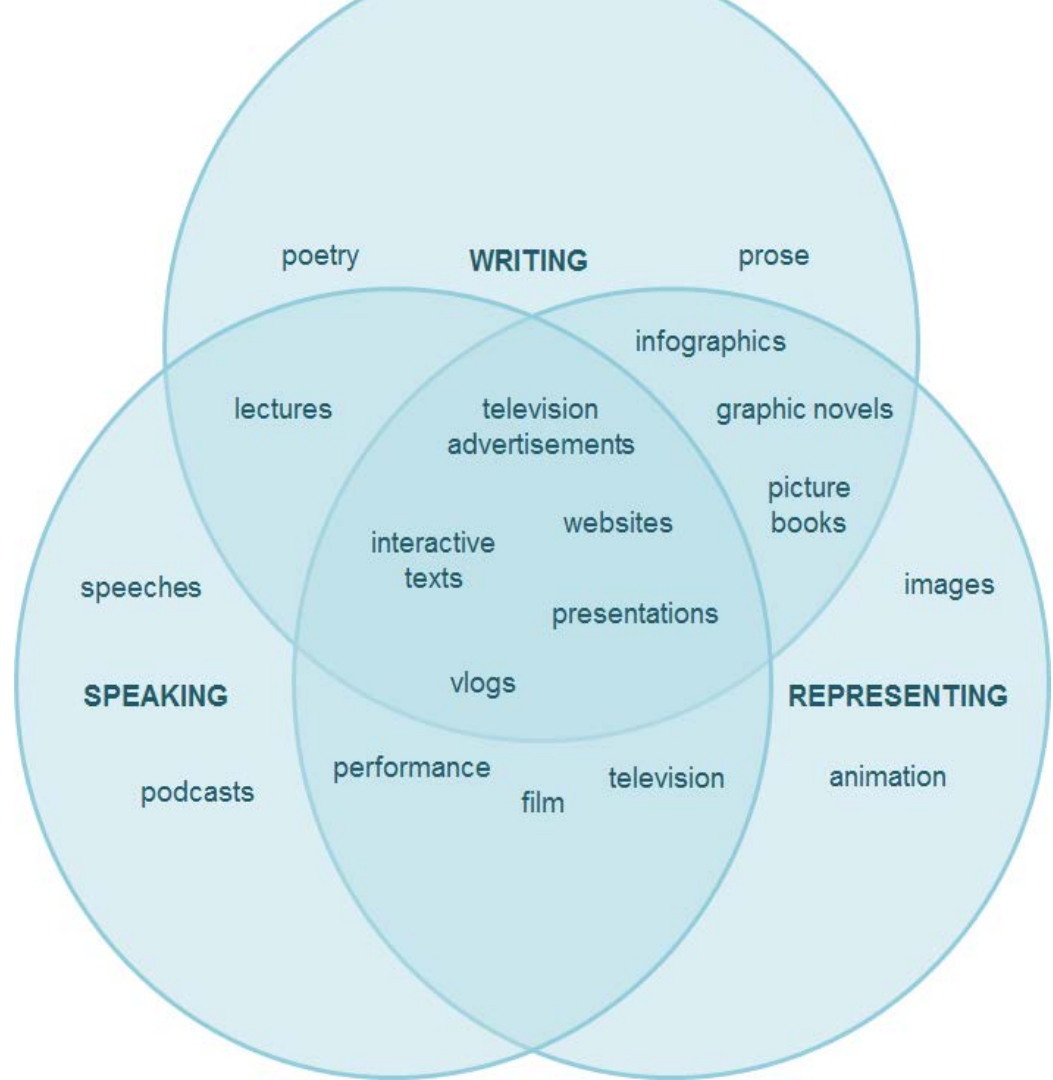 poetry
WRITING
prose
infographics
lectures
television
advertisements
graphic novels
picture
books
websites
interactive
texts
speeches
images
presentations
vlogs
SPEAKING
REPRESENTING
performance
television
animation
podcasts
film